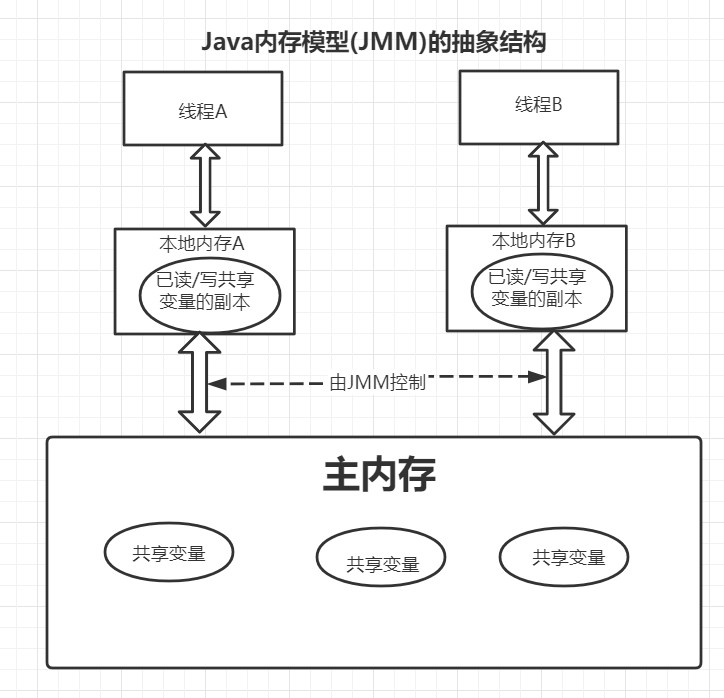 Java内存模型(JMM)的抽象结构
线程A
线程B
本地内存A
已读/写共享
变量的副本
本地内存B
已读/写共享
变量的副本
由JMM控制
主内存
共享变量
共享变量
共享变量